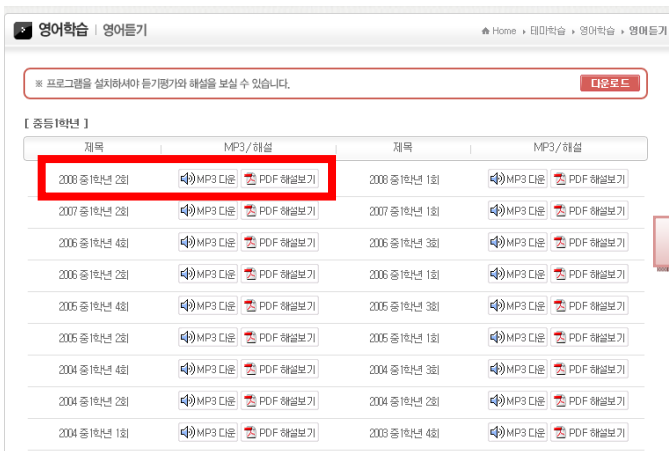 영어학습 | 영어듣기
Home › 테마학습 › 영어학습 › 영어듣기
※ 프로그램을 설치하셔야 듣기평가와 해설을 보실 수 있습니다.
다운로드
[ 중등1학년 ]
제목 MP3/해설 제목 MP3/해설
2008 중1학년 2회 MP3 다운 PDF 해설보기 2008 중1학년 1회 MP3 다운 PDF 해설보기
2007 중1학년 2회 MP3 다운 PDF 해설보기 2007 중1학년 1회 MP3 다운 PDF 해설보기
2006 중1학년 4회 MP3 다운 PDF 해설보기 2006 중1학년 3회 MP3 다운 PDF 해설보기
2006 중1학년 2회 MP3 다운 PDF 해설보기 2006 중1학년 1회 MP3 다운 PDF 해설보기
2005 중1학년 4회 MP3 다운 PDF 해설보기 2005 중1학년 3회 MP3 다운 PDF 해설보기
2005 중1학년 2회 MP3 다운 PDF 해설보기 2005 중1학년 1회 MP3 다운 PDF 해설보기
2004 중1학년 4회 MP3 다운 PDF 해설보기 2004 중1학년 3회 MP3 다운 PDF 해설보기
2004 중1학년 2회 MP3 다운 PDF 해설보기 2004 중1학년 2회 MP3 다운 PDF 해설보기
2004 중1학년 1회 MP3 다운 PDF 해설보기 2003 중1학년 4회 MP3 다운 PDF 해설보기